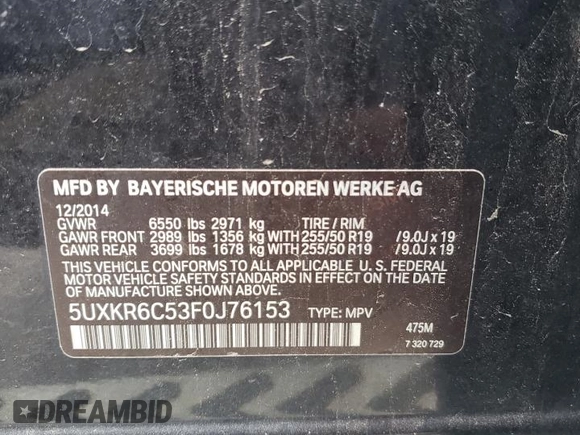 MFD BY BAYERISCHE MOTOREN WERKE AG
12/2014
GVWR 6550 lbs 2971 kg TIRE / RIM
GAWR FRONT 2989 lbs 1356 kg WITH 255/50 R19 /9.0J x 19
GAWR REAR 3699 lbs 1678 kg WITH 255/50 R19 /9.0J x 19
THIS VEHICLE CONFORMS TO ALL APPLICABLE U. S. FEDERAL
MOTOR VEHICLE SAFETY STANDARDS IN EFFECT ON THE
DATE OF MANUFACTURE SHOWN ABOVE.
5UXKR6C53F0J76153 TYPE: MPV
475M
7 320 729
DREAMBID